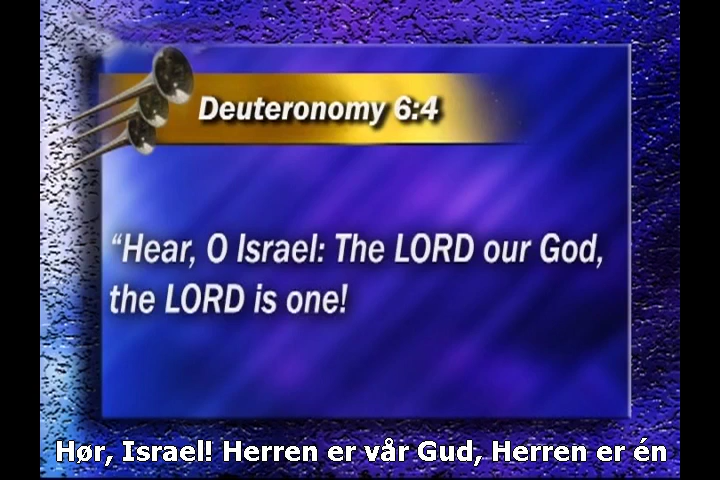 Deuteronomy 6:4
“Hear, O Israel: The LORD our God,
the LORD is one!
Hør, Israel! Herren er vår Gud, Herren er én